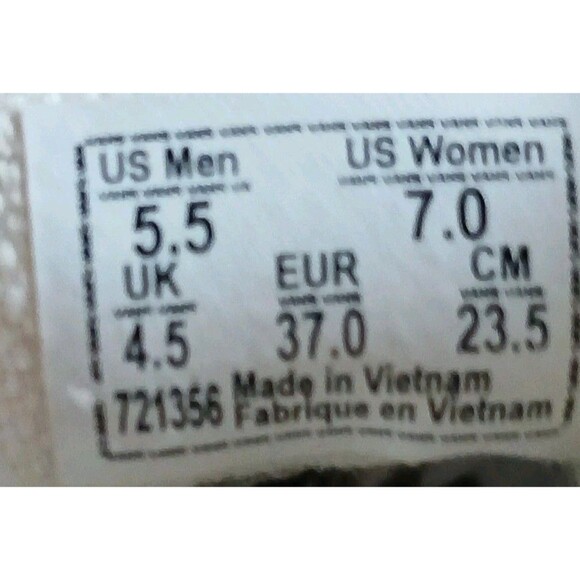 US Men US Women
5.5 7.0
UK EUR CM
4.5 37.0 23.5
721356 Made in Vietnam
Fabrique en Vietnam